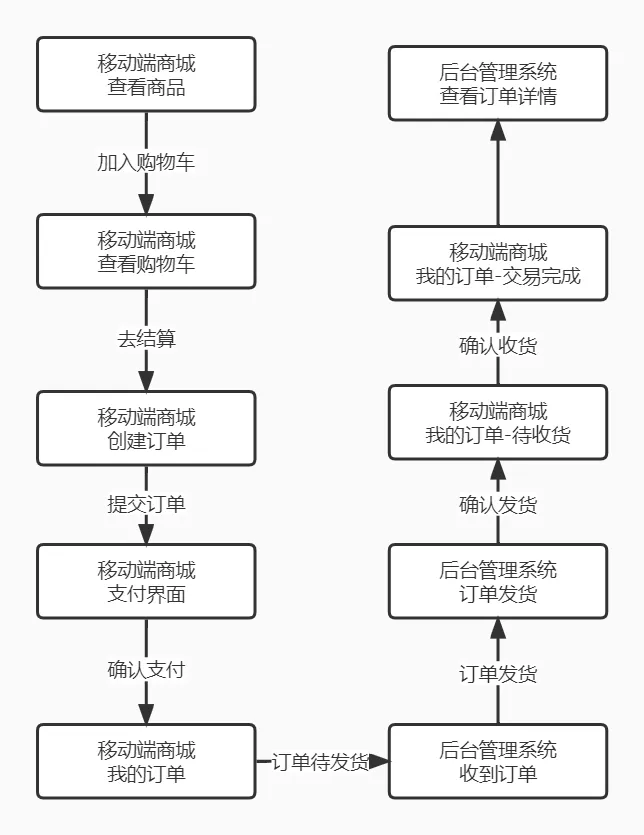 移动端商城
查看商品
加入购物车
移动端商城
查看购物车
去结算
移动端商城
创建订单
提交订单
移动端商城
支付界面
确认支付
移动端商城
我的订单
订单待发货
后台管理系统
收到订单
订单发货
后台管理系统
订单发货
确认发货
移动端商城
我的订单-待收货
确认收货
移动端商城
我的订单-交易完成
后台管理系统
查看订单详情